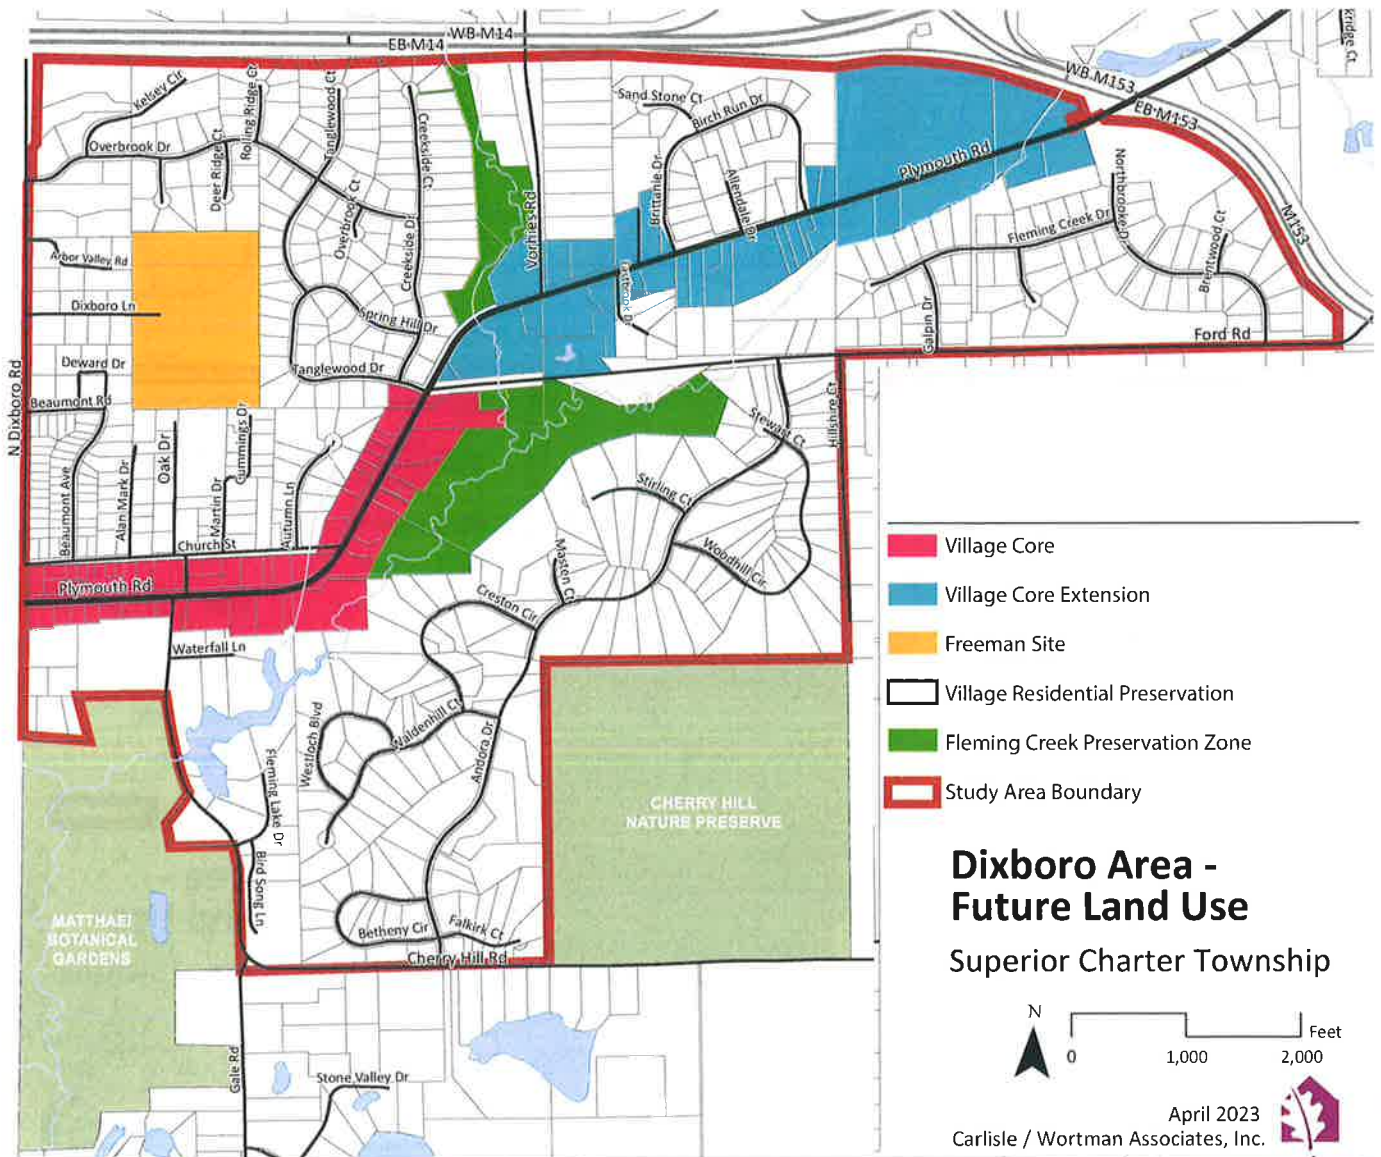 WB M14
EB M14
WB M153
EB M153
M153
Kelsey Cir
Overbrook Dr
Deer Ridge Ct
Rolling Ridge Ct
Tanglewood Ct
Creekside Ct
Overbrook Ct
Creekside Dr
Vorhies Rd
Sand Stone Ct
Birch Run Dr
Brittanie Dr
Allendale Dr
Plymouth Rd
Northbrooke Dr
Fleming Creek Dr
Brentwood Ct
Galpin Dr
Ford Rd
Arbor Valley Rd
Dixboro Ln
Spring Hill Dr
Tanglewood Dr
Deward Dr
Beaumont Rd
N Dixboro Rd
Beaumont Ave
Alan Mark Dr
Oak Dr
Martin Dr
Cummings Dr
Autumn Ln
Church St
Plymouth Rd
Hillshire Ct
Stewart Ct
Stirling Ct
Woodhill Cir
Masten Ct
Creston Cir
Waterfall Ln
Westloch Blvd
Waldenhill Ct
Andora Dr
Fleming Lake Dr
Bird Song Ln
Betheny Cir
Falkirk Ct
Cherry Hill Rd
Gale Rd
Stone Valley Dr
CHERRY HILL
NATURE PRESERVE
MATTHAEI
BOTANICAL
GARDENS
Village Core
Village Core Extension
Freeman Site
Village Residential Preservation
Fleming Creek Preservation Zone
Study Area Boundary
Dixboro Area -
Future Land Use
Superior Charter Township
N
Feet
0 1,000 2,000
April 2023
Carlisle / Wortman Associates, Inc.